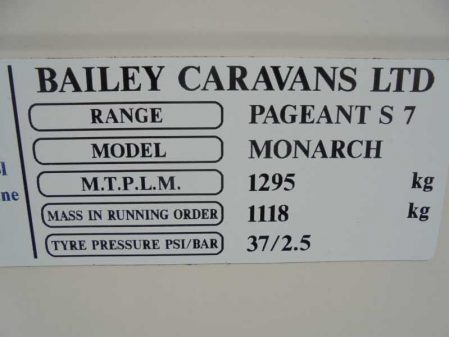 BAILEY CARAVANS LTD
RANGE PAGEANT S 7
MODEL MONARCH
M.T.P.L.M. 1295 kg
MASS IN RUNNING ORDER 1118 kg
TYRE PRESSURE PSI/BAR 37/2.5